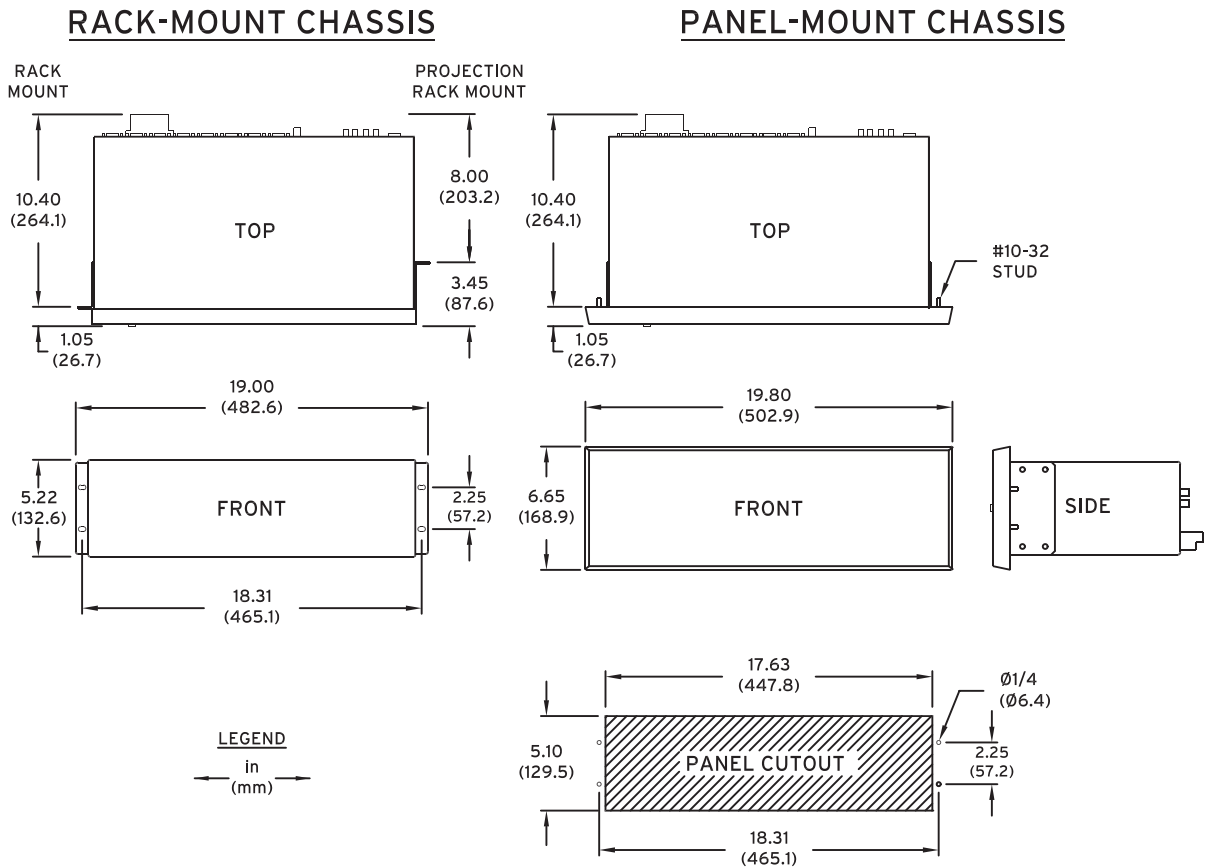 RACK-MOUNT CHASSIS
PANEL-MOUNT CHASSIS
RACK
MOUNT
PROJECTION
RACK MOUNT
10.40
(264.1)
TOP
8.00
(203.2)
3.45
(87.6)
1.05
(26.7)
10.40
(264.1)
TOP
#10-32
STUD
1.05
(26.7)
19.00
(482.6)
5.22
(132.6)
FRONT
2.25
(57.2)
18.31
(465.1)
19.80
(502.9)
6.65
(168.9)
FRONT
SIDE
LEGEND
in
(mm)
17.63
(447.8)
Ø1/4
(Ø6.4)
5.10
(129.5)
PANEL CUTOUT
2.25
(57.2)
18.31
(465.1)